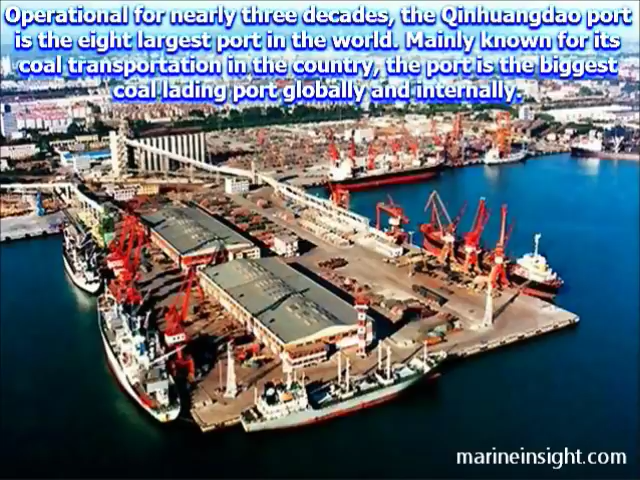 Operational for nearly three decades, the Qinhuangdao port
is the eight largest port in the world. Mainly known for its
coal transportation in the country, the port is the biggest
coal lading port globally and internally.
marineinsight.com